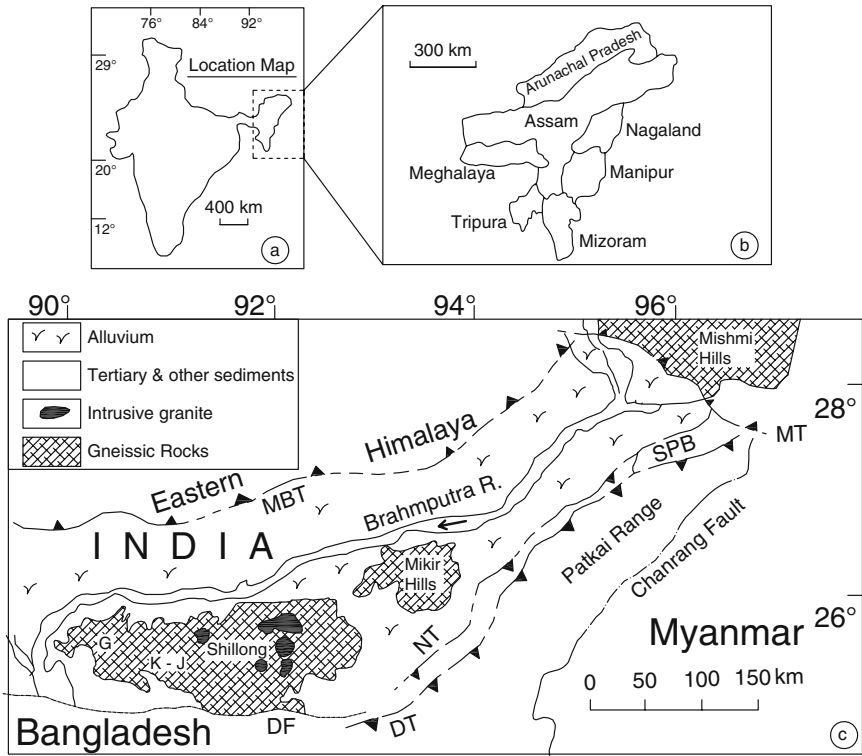 76° 84° 92°
29°
20°
12°
Location Map
400 km
a
300 km
Arunachal Pradesh
Assam
Nagaland
Meghalaya
Manipur
Tripura
Mizoram
b
90° 92° 94° 96°
Alluvium
Tertiary & other sediments
Intrusive granite
Gneissic Rocks
Mishmi
Hills
28°
26°
Eastern Himalaya
MBT
SPB
MT
Brahmputra R.
INDIA
Patkai Range
Chanrang Fault
Mikir
Hills
G
K - J
Shillong
NT
Myanmar
0 50 100 150 km
Bangladesh
DF
DT
c